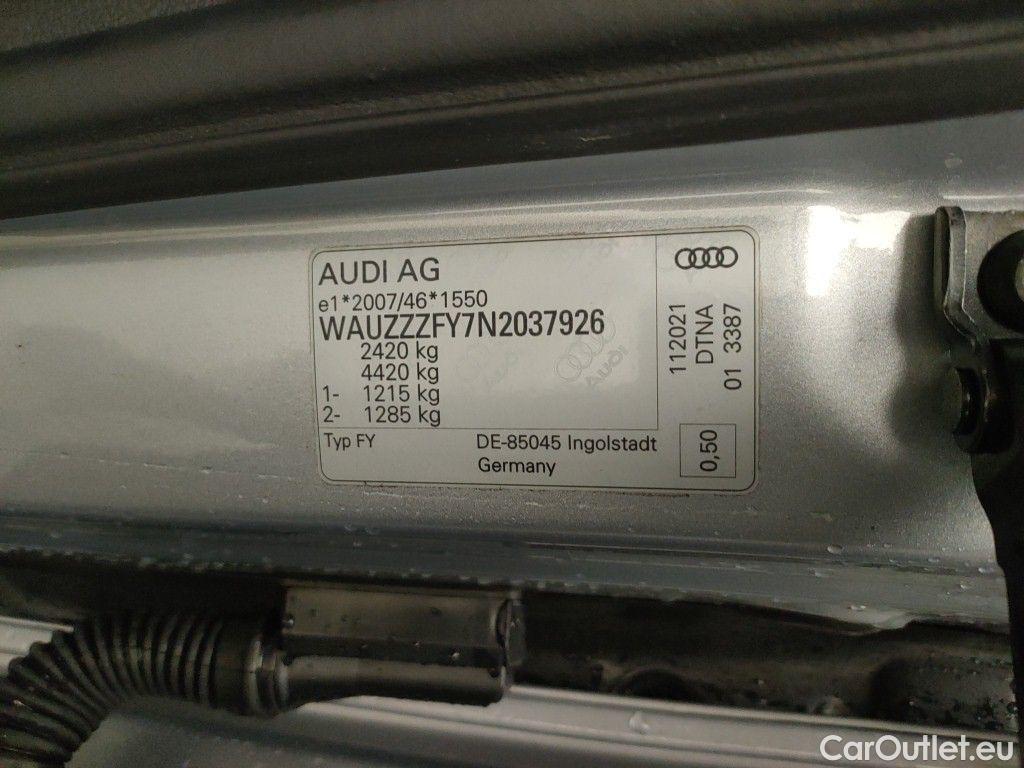 AUDI AG
e1*2007/46*1550
WAUZZZFY7N2037926
2420 kg
4420 kg
1- 1215 kg
2- 1285 kg
Typ FY
DE-85045 Ingolstadt
Germany
112021
DTNA
01 3387
0,50
Audi
CarOutlet.eu